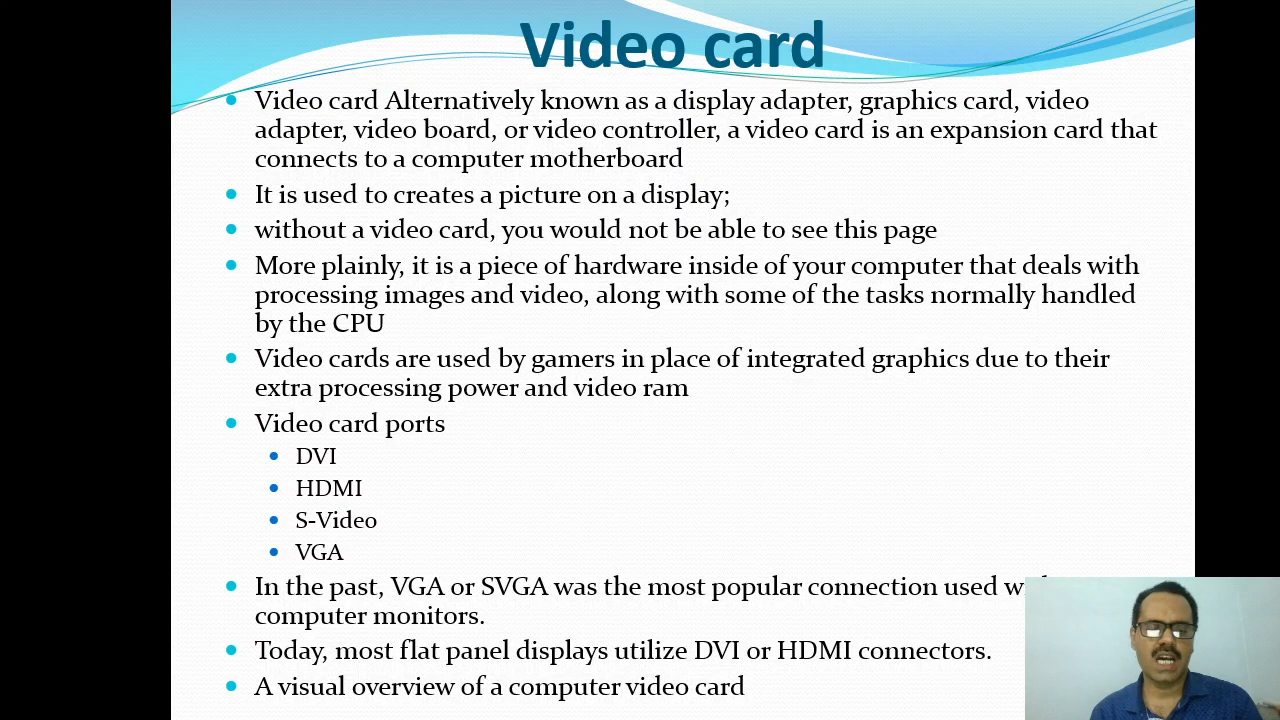 Video card
Video card Alternatively known as a display adapter, graphics card, video
adapter, video board, or video controller, a video card is an expansion card that
connects to a computer motherboard
It is used to creates a picture on a display;
without a video card, you would not be able to see this page
More plainly, it is a piece of hardware inside of your computer that deals with
processing images and video, along with some of the tasks normally handled
by the CPU
Video cards are used by gamers in place of integrated graphics due to their
extra processing power and video ram
Video card ports
DVI
HDMI
S-Video
VGA
In the past, VGA or SVGA was the most popular connection used
computer monitors.
Today, most flat panel displays utilize DVI or HDMI connectors.
A visual overview of a computer video card